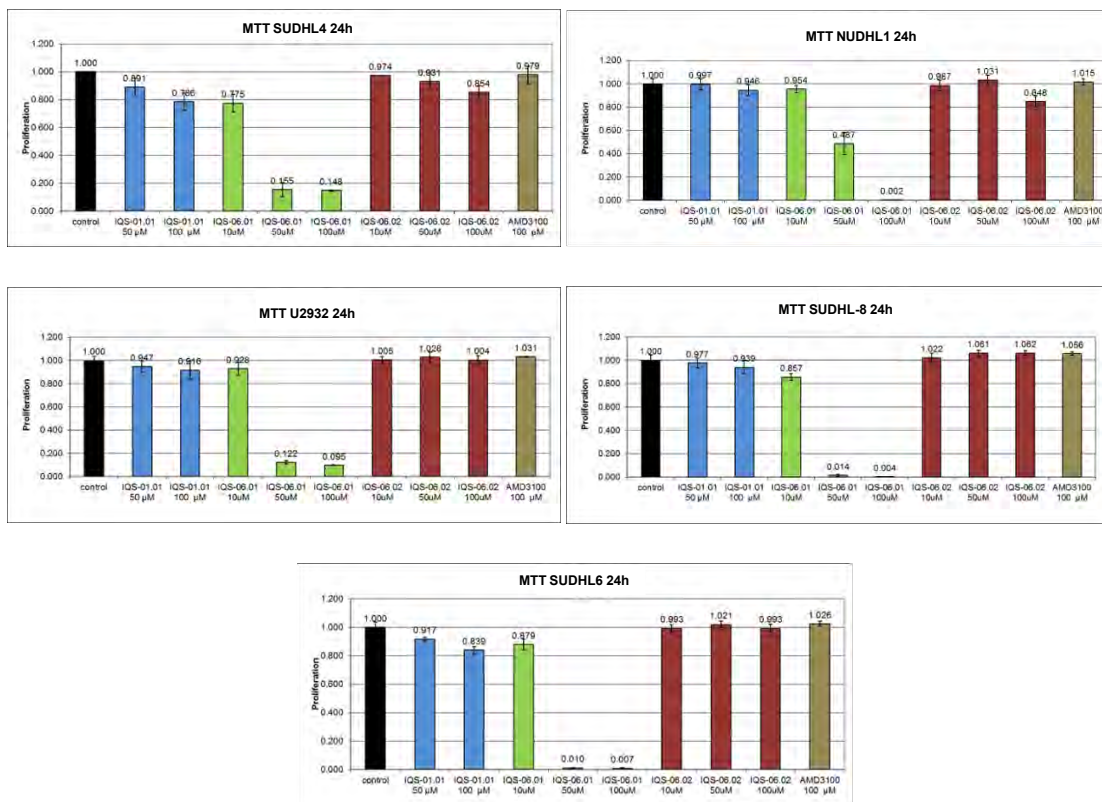 MTT SUDHL4 24h
Proliferation
1.200
1.000
0.800
0.600
0.400
0.200
0.000
1.000 0.891 0.786 0.775 0.155 0.148 0.974 0.931 0.854 0.979
control IQS-01.01 IQS-01.01 IQS-06.01 IQS-06.01 IQS-06.01 IQS-06.02 IQS-06.02 IQS-06.02 AMD3100
50 µM 100 µM 10uM 50uM 100uM 10uM 50uM 100uM 100 µM
MTT NUDHL1 24h
Proliferation
1.200
1.000
0.800
0.600
0.400
0.200
0.000
1.000 0.997 0.946 0.954 0.487 0.002 0.987 1.031 0.848 1.015
control IQS-01.01 IQS-01.01 IQS-06.01 IQS-06.01 IQS-06.01 IQS-06.02 IQS-06.02 IQS-06.02 AMD3100
50 µM 100 µM 10uM 50uM 100uM 10uM 50uM 100uM 100 µM
MTT U2932 24h
Proliferation
1.200
1.000
0.800
0.600
0.400
0.200
0.000
1.000 0.947 0.916 0.928 0.122 0.095 1.005 1.026 1.004 1.031
control IQS-01.01 IQS-01.01 IQS-06.01 IQS-06.01 IQS-06.01 IQS-06.02 IQS-06.02 IQS-06.02 AMD3100
50 µM 100 µM 10uM 50uM 100uM 10uM 50uM 100uM 100 µM
MTT SUDHL-8 24h
Proliferation
1.200
1.000
0.800
0.600
0.400
0.200
0.000
1.000 0.977 0.939 0.857 0.014 0.004 1.022 1.061 1.062 1.056
control IQS-01.01 IQS-01.01 IQS-06.01 IQS-06.01 IQS-06.01 IQS-06.02 IQS-06.02 IQS-06.02 AMD3100
50 µM 100 µM 10uM 50uM 100uM 10uM 50uM 100uM 100 µM
MTT SUDHL6 24h
Proliferation
1.200
1.000
0.800
0.600
0.400
0.200
0.000
1.000 0.917 0.839 0.879 0.010 0.007 0.993 1.021 0.993 1.026
control IQS-01.01 IQS-01.01 IQS-06.01 IQS-06.01 IQS-06.01 IQS-06.02 IQS-06.02 IQS-06.02 AMD3100
50 µM 100 µM 10uM 50uM 100uM 10uM 50uM 100uM 100 µM